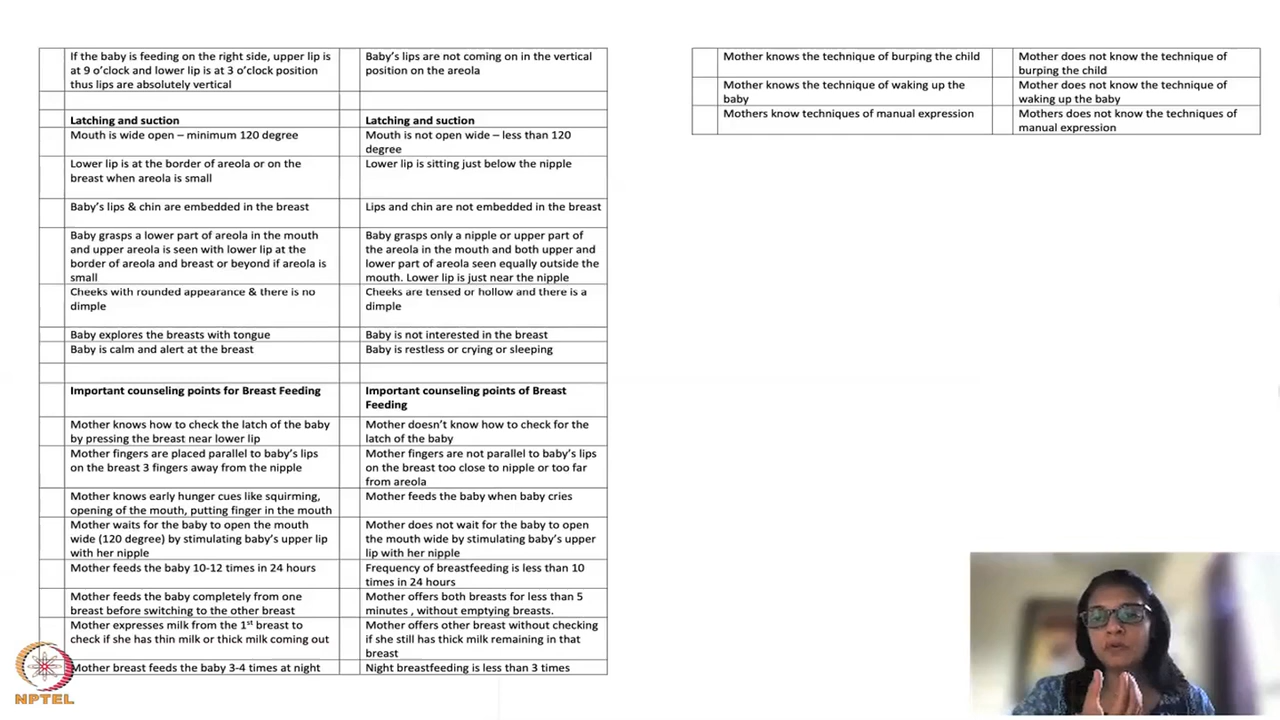 If the baby is feeding on the right side, upper lip is
at 9 o'clock and lower lip is at 3 o'clock position
thus lips are absolutely vertical
Baby's lips are not coming on in the vertical
position on the areola
Latching and suction
Latching and suction
Mouth is wide open – minimum 120 degree
Mouth is not open wide – less than 120
degree
Lower lip is at the border of areola or on the
breast when areola is small
Lower lip is sitting just below the nipple
Baby's lips & chin are embedded in the breast
Lips and chin are not embedded in the breast
Baby grasps a lower part of areola in the mouth
and upper areola is seen with lower lip at the
border of areola and breast or beyond if areola is
small
Baby grasps only a nipple or upper part of
the areola in the mouth and both upper and
lower part of areola seen equally outside the
mouth. Lower lip is just near the nipple
Cheeks with rounded appearance & there is no
dimple
Cheeks are tensed or hollow and there is a
dimple
Baby explores the breasts with tongue
Baby is not interested in the breast
Baby is calm and alert at the breast
Baby is restless or crying or sleeping
Important counseling points for Breast Feeding
Important counseling points of Breast
Feeding
Mother knows how to check the latch of the baby
by pressing the breast near lower lip
Mother doesn't know how to check for the
latch of the baby
Mother fingers are placed parallel to baby's lips
on the breast 3 fingers away from the nipple
Mother fingers are not parallel to baby's lips
on the breast too close to nipple or too far
from areola
Mother knows early hunger cues like squirming,
opening of the mouth, putting finger in the mouth
Mother feeds the baby when baby cries
Mother waits for the baby to open the mouth
wide (120 degree) by stimulating baby's upper lip
with her nipple
Mother does not wait for the baby to open
the mouth wide by stimulating baby's upper
lip with her nipple
Mother feeds the baby 10-12 times in 24 hours
Frequency of breastfeeding is less than 10
times in 24 hours
Mother feeds the baby completely from one
breast before switching to the other breast
Mother offers both breasts for less than 5
minutes , without emptying breasts.
Mother expresses milk from the 1st breast to
check if she has thin milk or thick milk coming out
Mother offers other breast without checking
if she still has thick milk remaining in that
breast
Mother breast feeds the baby 3-4 times at night
Night breastfeeding is less than 3 times
Mother knows the technique of burping the child
Mother does not know the technique of
burping the child
Mother knows the technique of waking up the
baby
Mother does not know the technique of
waking up the baby
Mothers know techniques of manual expression
Mothers does not know the techniques of
manual expression
NPTEL